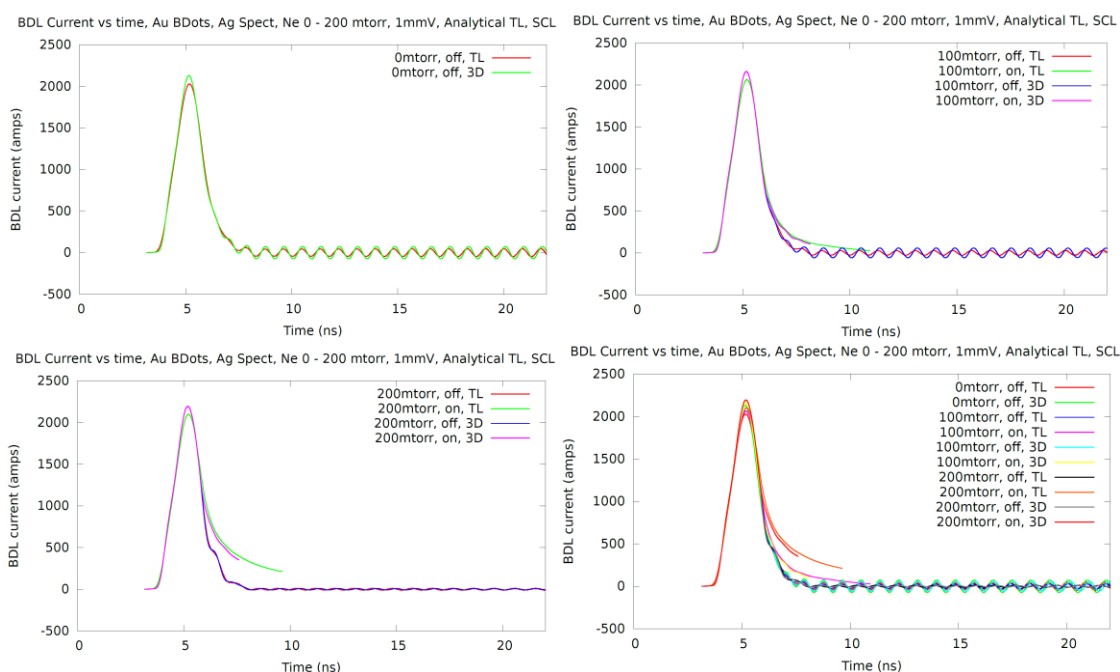 BDL Current vs time, Au BDots, Ag Spect, Ne 0 - 200 mtorr, 1mmV, Analytical TL, SCL
2500
2000
1500
1000
500
0
-500
BDL current (amps)
0mtorr, off, TL
0mtorr, off, 3D
0
5
10
15
20
Time (ns)
BDL Current vs time, Au BDots, Ag Spect, Ne 0 - 200 mtorr, 1mmV, Analytical TL, SCL
2500
2000
1500
1000
500
0
-500
BDL current (amps)
100mtorr, off, TL
100mtorr, on, TL
100mtorr, off, 3D
100mtorr, on, 3D
0
5
10
15
20
Time (ns)
BDL Current vs time, Au BDots, Ag Spect, Ne 0 - 200 mtorr, 1mmV, Analytical TL, SCL
2500
2000
1500
1000
500
0
-500
BDL current (amps)
200mtorr, off, TL
200mtorr, on, TL
200mtorr, off, 3D
200mtorr, on, 3D
0
5
10
15
20
Time (ns)
BDL Current vs time, Au BDots, Ag Spect, Ne 0 - 200 mtorr, 1mmV, Analytical TL, SCL
2500
2000
1500
1000
500
0
-500
BDL current (amps)
0mtorr, off, TL
0mtorr, off, 3D
100mtorr, off, TL
100mtorr, on, TL
100mtorr, off, 3D
100mtorr, on, 3D
200mtorr, off, TL
200mtorr, on, TL
200mtorr, off, 3D
200mtorr, on, 3D
0
5
10
15
20
Time (ns)